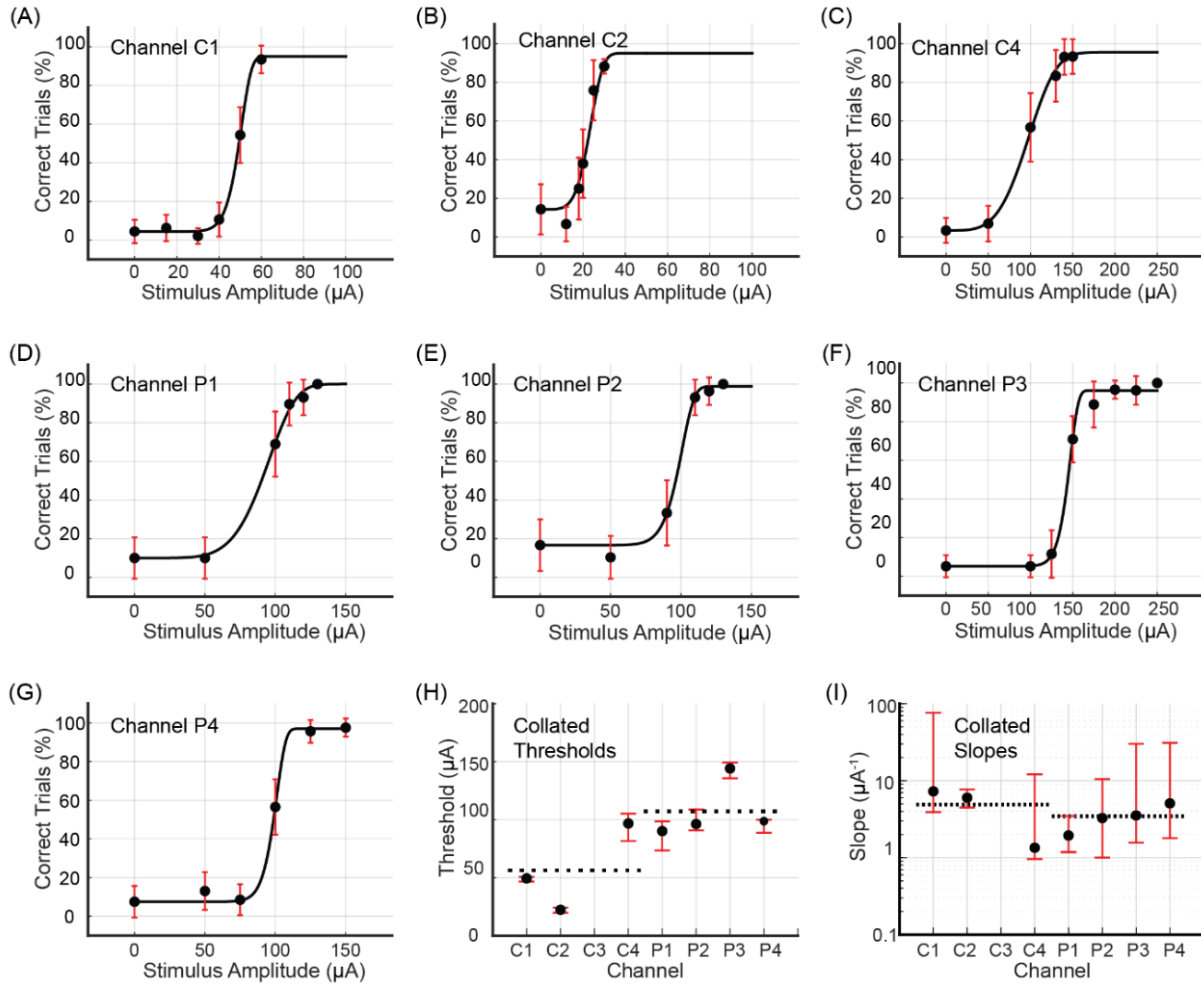 (A)
Channel C1
Correct Trials (%)
100
80
60
40
20
0
0 20 40 60 80 100
Stimulus Amplitude (µA)
(B)
Channel C2
Correct Trials (%)
100
80
60
40
20
0
0 20 40 60 80 100
Stimulus Amplitude (µA)
(C)
Channel C4
Correct Trials (%)
100
80
60
40
20
0
0 50 100 150 200 250
Stimulus Amplitude (µA)
(D)
Channel P1
Correct Trials (%)
100
80
60
40
20
0
0 50 100 150
Stimulus Amplitude (µA)
(E)
Channel P2
Correct Trials (%)
100
80
60
40
20
0
0 50 100 150
Stimulus Amplitude (µA)
(F)
Channel P3
Correct Trials (%)
100
80
60
40
20
0
0 50 100 150 200 250
Stimulus Amplitude (µA)
(G)
Channel P4
Correct Trials (%)
100
80
60
40
20
0
0 50 100 150
Stimulus Amplitude (µA)
(H)
Collated
Thresholds
Threshold (µA)
200
150
100
50
0
C1 C2 C3 C4 P1 P2 P3 P4
Channel
(I)
Collated
Slopes
Slope (µA⁻¹)
100
10
1
0.1
C1 C2 C3 C4 P1 P2 P3 P4
Channel